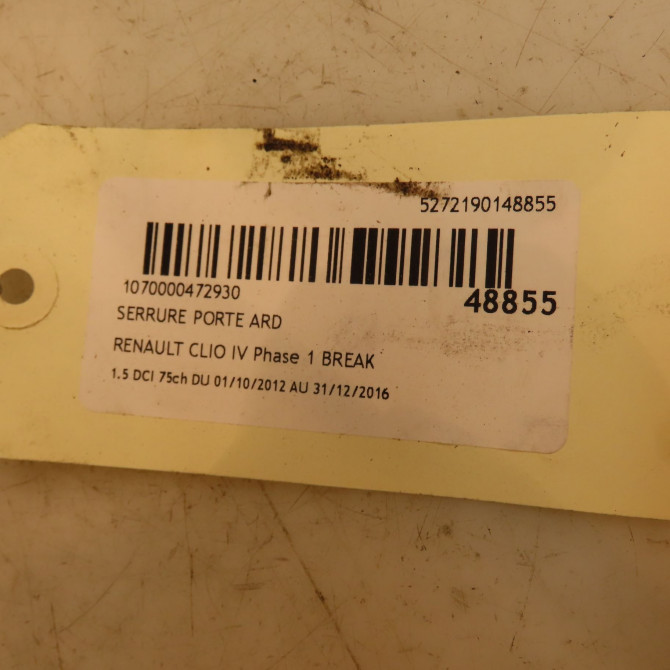 5272190148855
1070000472930
48855
SERRURE PORTE ARD
RENAULT CLIO IV Phase 1 BREAK
1.5 DCI 75ch DU 01/10/2012 AU 31/12/2016